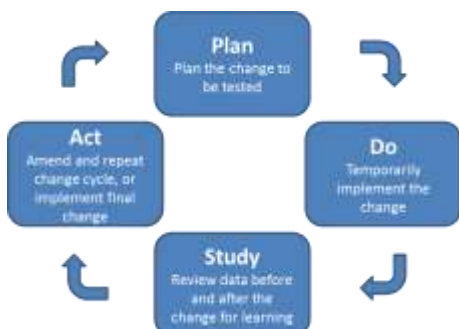 Plan
Plan the change to
be tested
Do
Temporarily
implement the
change
Study
Review data before
and after the
change for learning
Act
Amend and repeat
change cycle, or
implement final
change